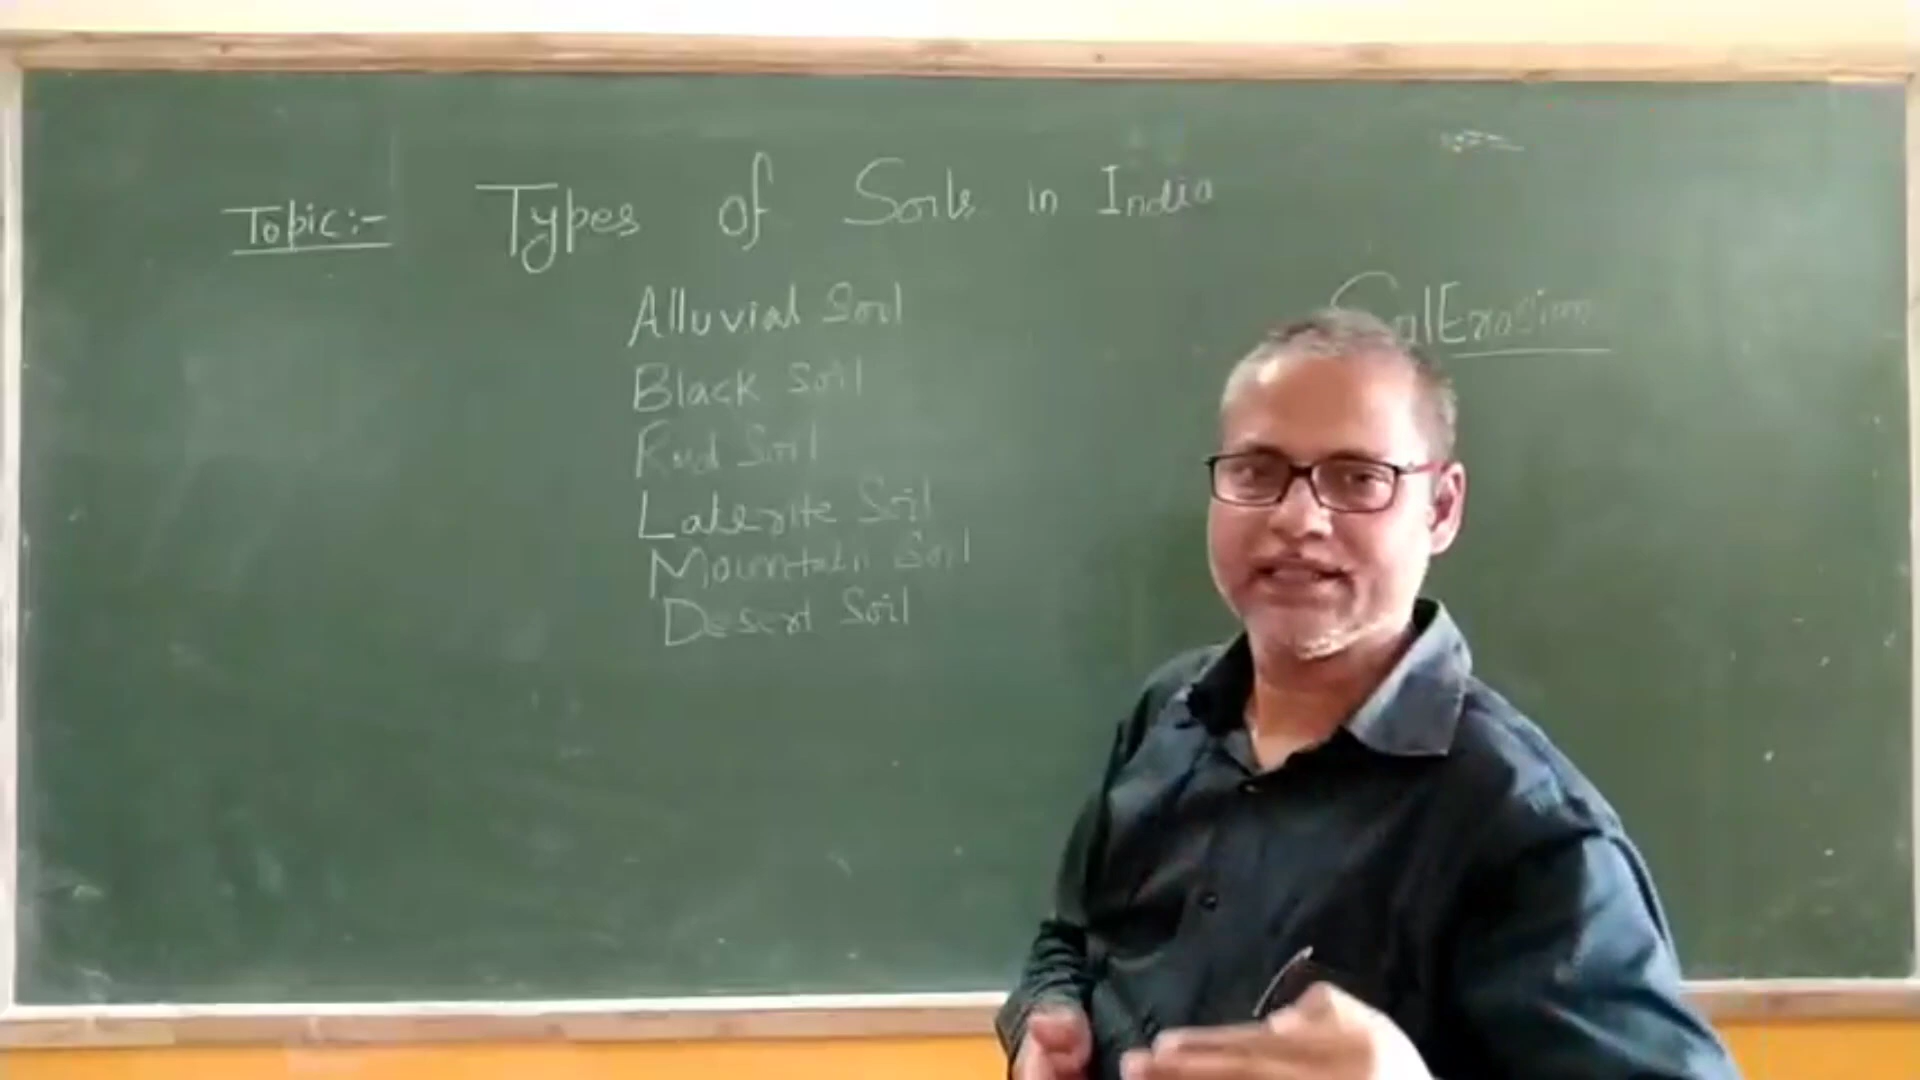 Topic:- Types of Soils in India
Alluvial Soil
Black Soil
Red Soil
Laterite Soil
Mountain Soil
Desert Soil
Soil Erosion